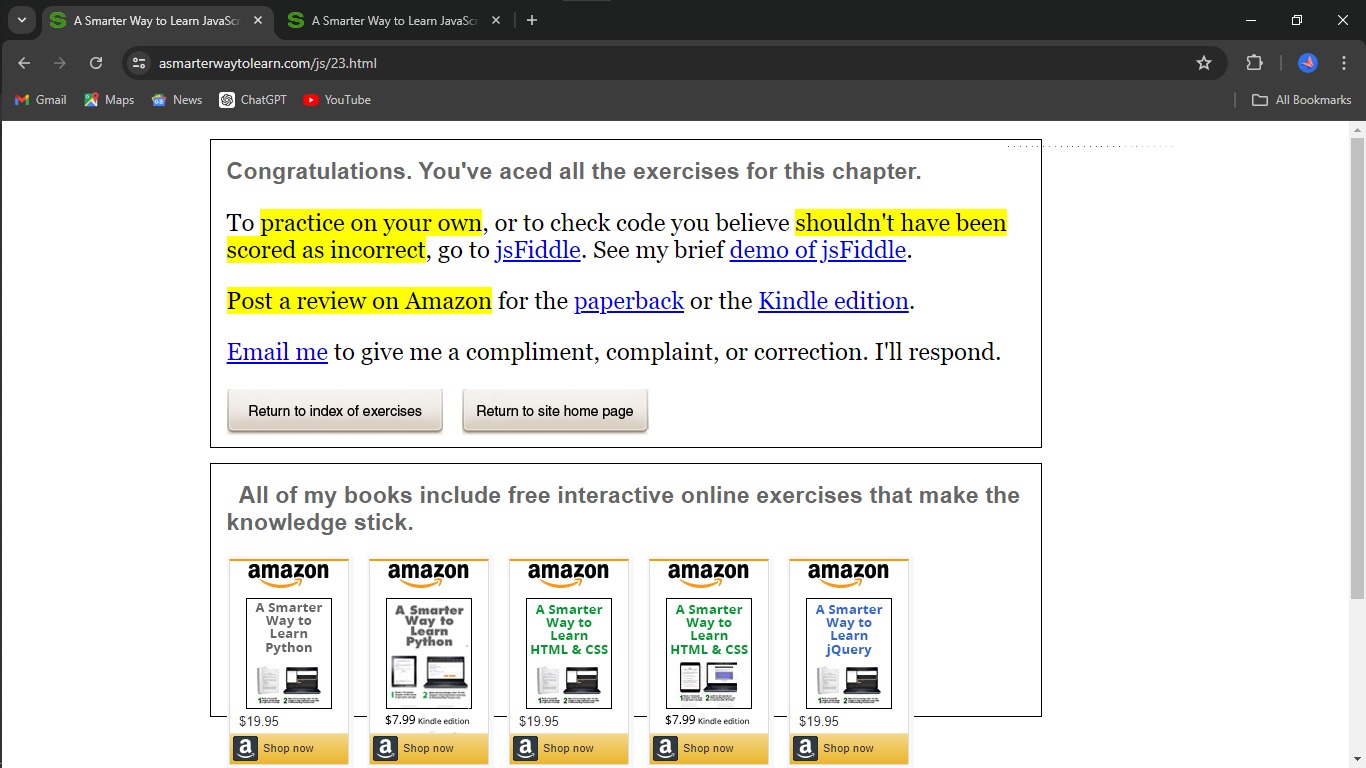 A Smarter Way to Learn JavaScr
A Smarter Way to Learn JavaScr
asmarterwaytolearn.com/js/23.html
Gmail Maps News ChatGPT YouTube All Bookmarks
Congratulations. You've aced all the exercises for this chapter.
To practice on your own, or to check code you believe shouldn't have been
scored as incorrect, go to jsFiddle. See my brief demo of jsFiddle.
Post a review on Amazon for the paperback or the Kindle edition.
Email me to give me a compliment, complaint, or correction. I'll respond.
Return to index of exercises Return to site home page
All of my books include free interactive online exercises that make the
knowledge stick.
amazon
A Smarter
Way to
Learn
Python
$19.95
Shop now
amazon
A Smarter
Way to
Learn
Python
$7.99 Kindle edition
Shop now
amazon
A Smarter
Way to
Learn
HTML & CSS
$19.95
Shop now
amazon
A Smarter
Way to
Learn
HTML & CSS
$7.99 Kindle edition
Shop now
amazon
A Smarter
Way to
Learn
jQuery
$19.95
Shop now